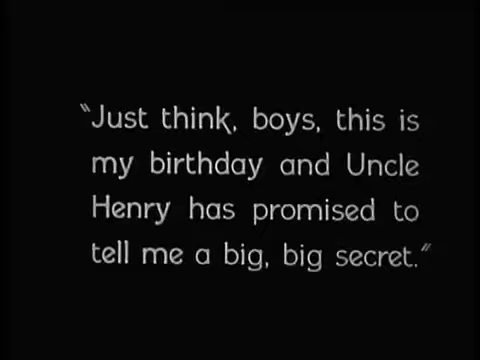 "Just think, boys, this is
my birthday and Uncle
Henry has promised to
tell me a big, big secret."